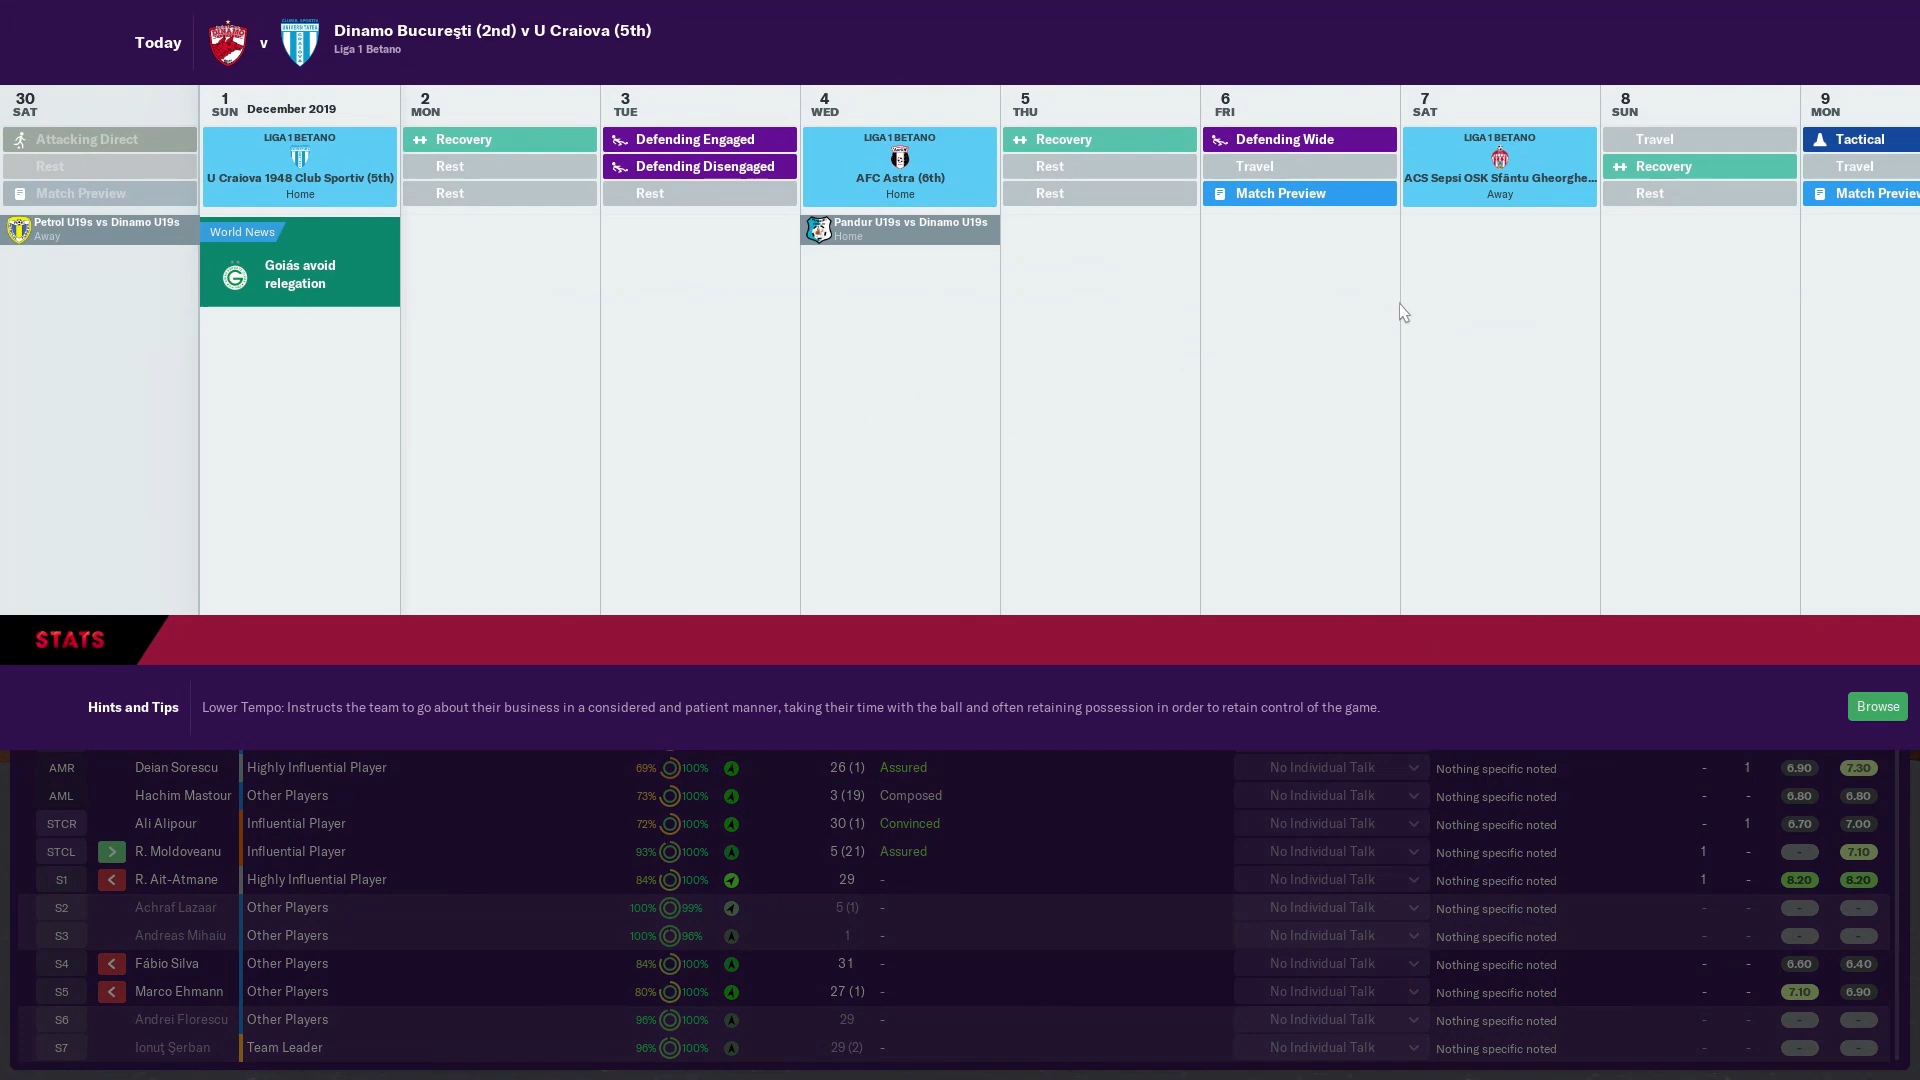 Today
v
Dinamo Bucureşti (2nd) v U Craiova (5th)
Liga 1 Betano
30
SAT
Attacking Direct
Rest
Match Preview
Petrol U19s vs Dinamo U19s
Away
1
SUN
December 2019
LIGA 1 BETANO
U Craiova 1948 Club Sportiv (5th)
Home
World News
Goiás avoid
relegation
2
MON
Recovery
Rest
Rest
3
TUE
Defending Engaged
Defending Disengaged
Rest
4
WED
LIGA 1 BETANO
AFC Astra (6th)
Home
Pandur U19s vs Dinamo U19s
Home
5
THU
Recovery
Rest
Rest
6
FRI
Defending Wide
Travel
Match Preview
7
SAT
LIGA 1 BETANO
ACS Sepsi OSK Sfântu Gheorghe...
Away
8
SUN
Travel
Recovery
Rest
9
MON
Tactical
Travel
Match Preview
STATS
Hints and Tips
Lower Tempo: Instructs the team to go about their business in a considered and patient manner, taking their time with the ball and often retaining possession in order to retain control of the game.
Browse
AMR Deian Sorescu Highly Influential Player 69% 100% 26 (1) Assured No Individual Talk Nothing specific noted - 1 6.90 7.30
AML Hachim Mastour Other Players 73% 100% 3 (19) Composed No Individual Talk Nothing specific noted - - 6.80 6.80
STCR Ali Alipour Influential Player 72% 100% 30 (1) Convinced No Individual Talk Nothing specific noted - 1 6.70 7.00
STCL R. Moldoveanu Influential Player 93% 100% 5 (21) Assured No Individual Talk Nothing specific noted 1 - - 7.10
S1 R. Ait-Atmane Highly Influential Player 84% 100% 29 - No Individual Talk Nothing specific noted 1 - 8.20 8.20
S2 Achraf Lazaar Other Players 100% 99% 5 (1) - No Individual Talk Nothing specific noted - - - -
S3 Andreas Mihaiu Other Players 100% 96% 1 - No Individual Talk Nothing specific noted - - - -
S4 Fábio Silva Other Players 84% 100% 31 - No Individual Talk Nothing specific noted - - 6.60 6.40
S5 Marco Ehmann Other Players 80% 100% 27 (1) - No Individual Talk Nothing specific noted - - 7.10 6.90
S6 Andrei Florescu Other Players 96% 100% 29 - No Individual Talk Nothing specific noted - - - -
S7 Ionuţ Şerban Team Leader 96% 100% 29 (2) - No Individual Talk Nothing specific noted - - - -